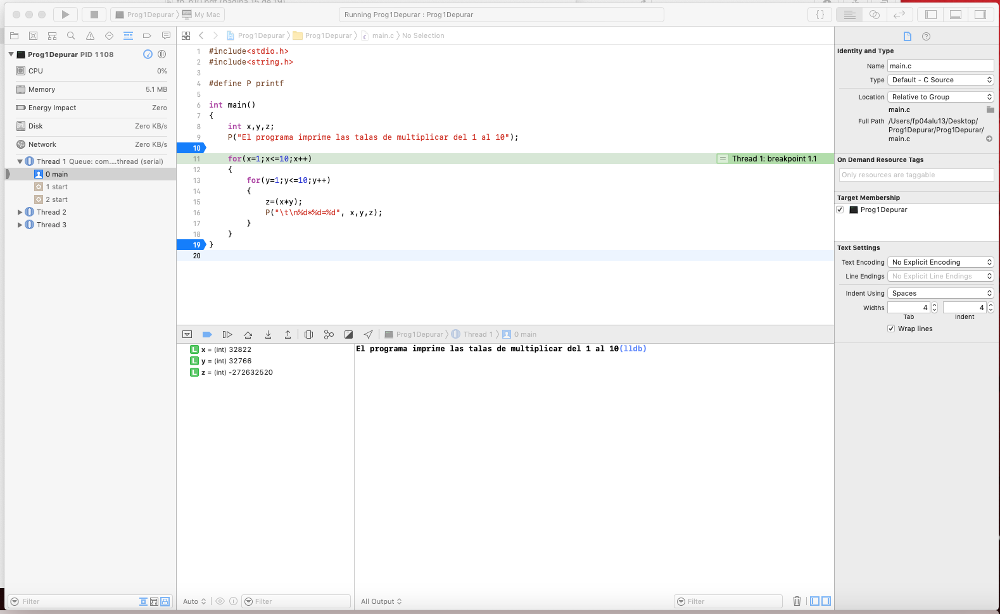 Prog1Depurar
My Mac
Running Prog1Depurar : Prog1Depurar
{ }
Prog1Depurar
Prog1Depurar
main.c
No Selection
Prog1Depurar PID 1108
CPU 0%
Memory 5.1 MB
Energy Impact Zero
Disk Zero KB/s
Network Zero KB/s
Thread 1 Queue: com....thread (serial)
0 main
1 start
2 start
Thread 2
Thread 3
Filter
1 #include<stdio.h>
2 #include<string.h>
3
4 #define P printf
5
6 int main()
7 {
8 int x,y,z;
9 P("El programa imprime las talas de multiplicar del 1 al 10");
10
11 for(x=1;x<=10;x++) Thread 1: breakpoint 1.1
12 {
13 for(y=1;y<=10;y++)
14 {
15 z=(x*y);
16 P("\t\n%d*%d=%d", x,y,z);
17 }
18 }
19 }
20
Prog1Depurar
Thread 1
0 main
L x = (int) 32822
L y = (int) 32766
L z = (int) -272632520
Auto
Filter
El programa imprime las talas de multiplicar del 1 al 10(lldb)
All Output
Filter
Identity and Type
Name main.c
Type Default - C Source
Location Relative to Group
main.c
Full Path /Users/fp04alu13/Desktop/
Prog1Depurar/Prog1Depurar/
main.c
On Demand Resource Tags
Only resources are taggable
Target Membership
Prog1Depurar
Text Settings
Text Encoding No Explicit Encoding
Line Endings No Explicit Line Endings
Indent Using Spaces
Widths 4 4
Tab Indent
Wrap lines